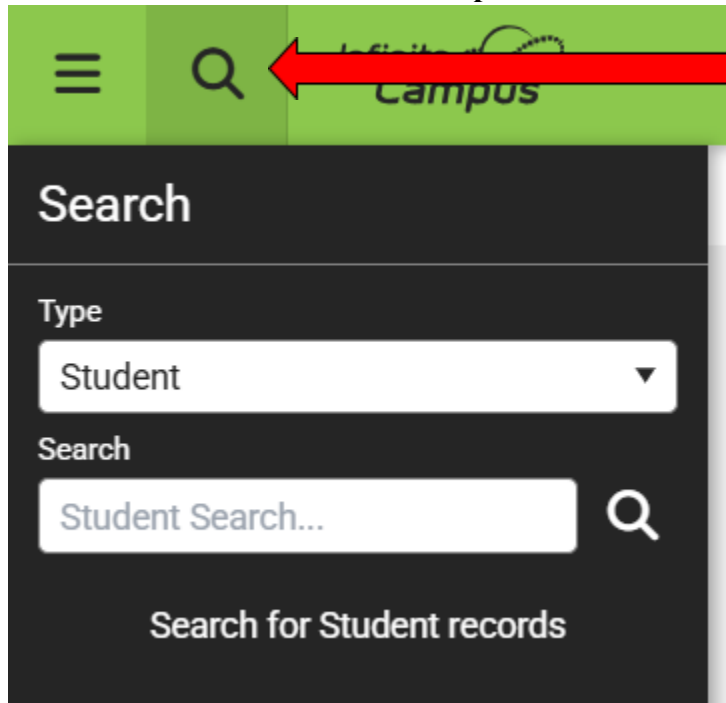 Campus
Search
Type
Student
Search
Student Search...
Search for Student records